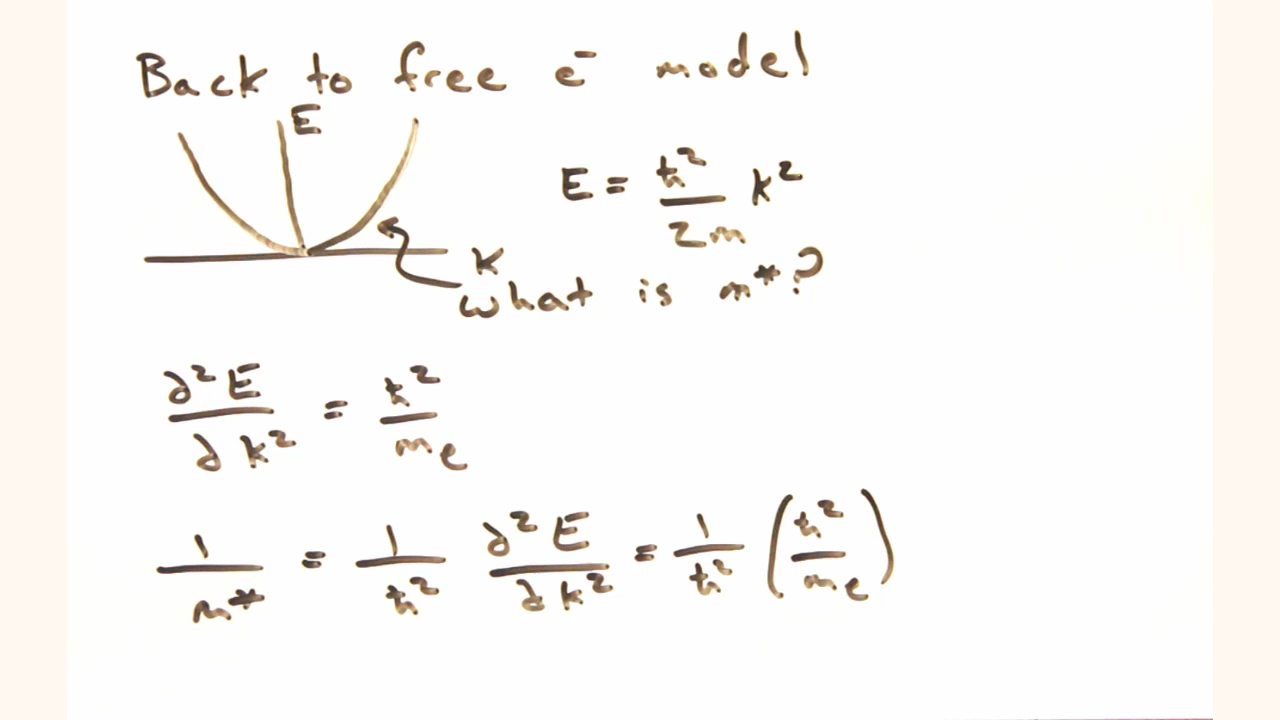 Back to free e⁻ model
E
E = ħ²/2m k²
k
what is m*?
∂²E/∂k² = ħ²/mₑ
1/m* = 1/ħ² ∂²E/∂k² = 1/ħ² (ħ²/mₑ)